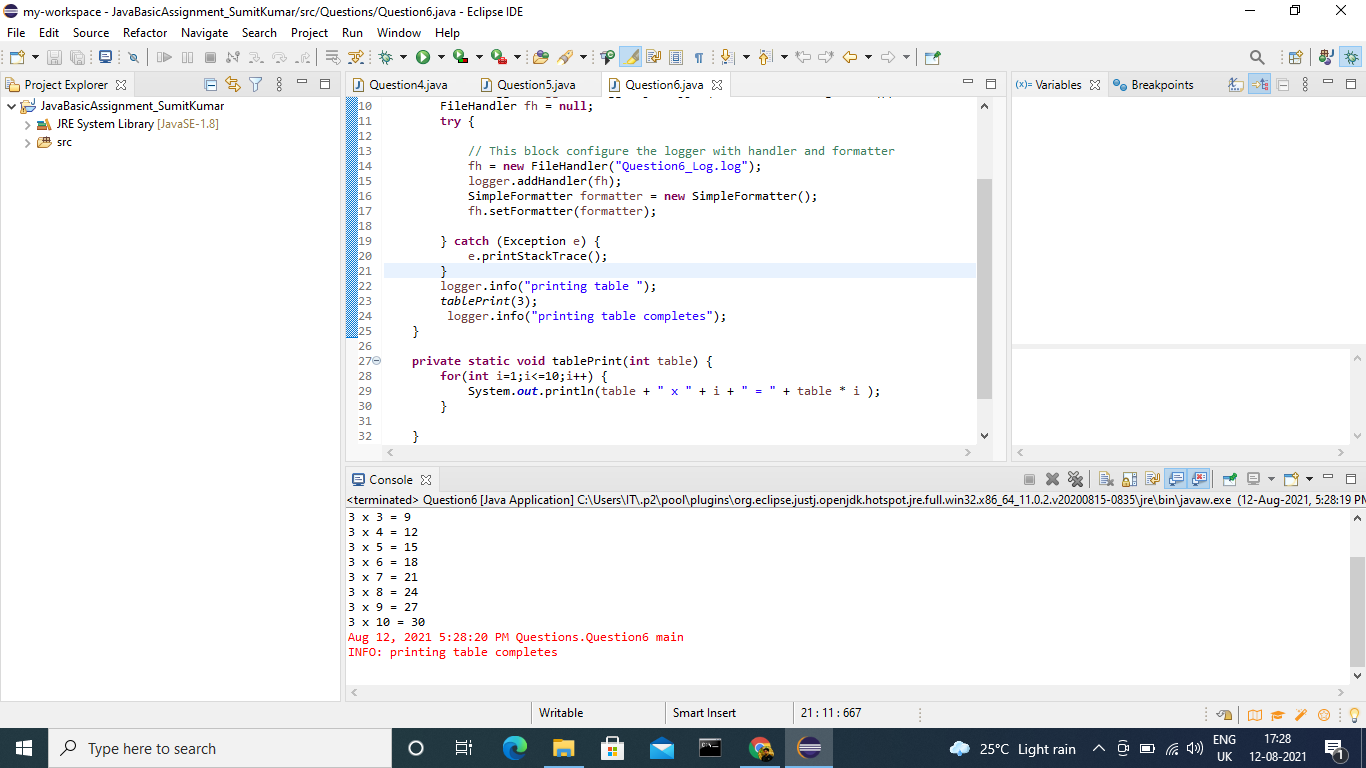 my-workspace - JavaBasicAssignment_SumitKumar/src/Questions/Question6.java - Eclipse IDE
File Edit Source Refactor Navigate Search Project Run Window Help
Project Explorer
JavaBasicAssignment_SumitKumar
JRE System Library [JavaSE-1.8]
src
Question4.java Question5.java Question6.java
10 FileHandler fh = null;
11 try {
12
13 // This block configure the logger with handler and formatter
14 fh = new FileHandler("Question6_Log.log");
15 logger.addHandler(fh);
16 SimpleFormatter formatter = new SimpleFormatter();
17 fh.setFormatter(formatter);
18
19 } catch (Exception e) {
20 e.printStackTrace();
21 }
22 logger.info("printing table ");
23 tablePrint(3);
24 logger.info("printing table completes");
25 }
26
27 private static void tablePrint(int table) {
28 for(int i=1;i<=10;i++) {
29 System.out.println(table + " x " + i + " = " + table * i );
30 }
31
32 }
(x)= Variables Breakpoints
Console
<terminated> Question6 [Java Application] C:\Users\IT\.p2\pool\plugins\org.eclipse.justj.openjdk.hotspot.jre.full.win32.x86_64_11.0.2.v20200815-0835\jre\bin\javaw.exe (12-Aug-2021, 5:28:19 PM
3 x 3 = 9
3 x 4 = 12
3 x 5 = 15
3 x 6 = 18
3 x 7 = 21
3 x 8 = 24
3 x 9 = 27
3 x 10 = 30
Aug 12, 2021 5:28:20 PM Questions.Question6 main
INFO: printing table completes
Writable Smart Insert 21 : 11 : 667
Type here to search
25°C Light rain
ENG
UK
17:28
12-08-2021
1